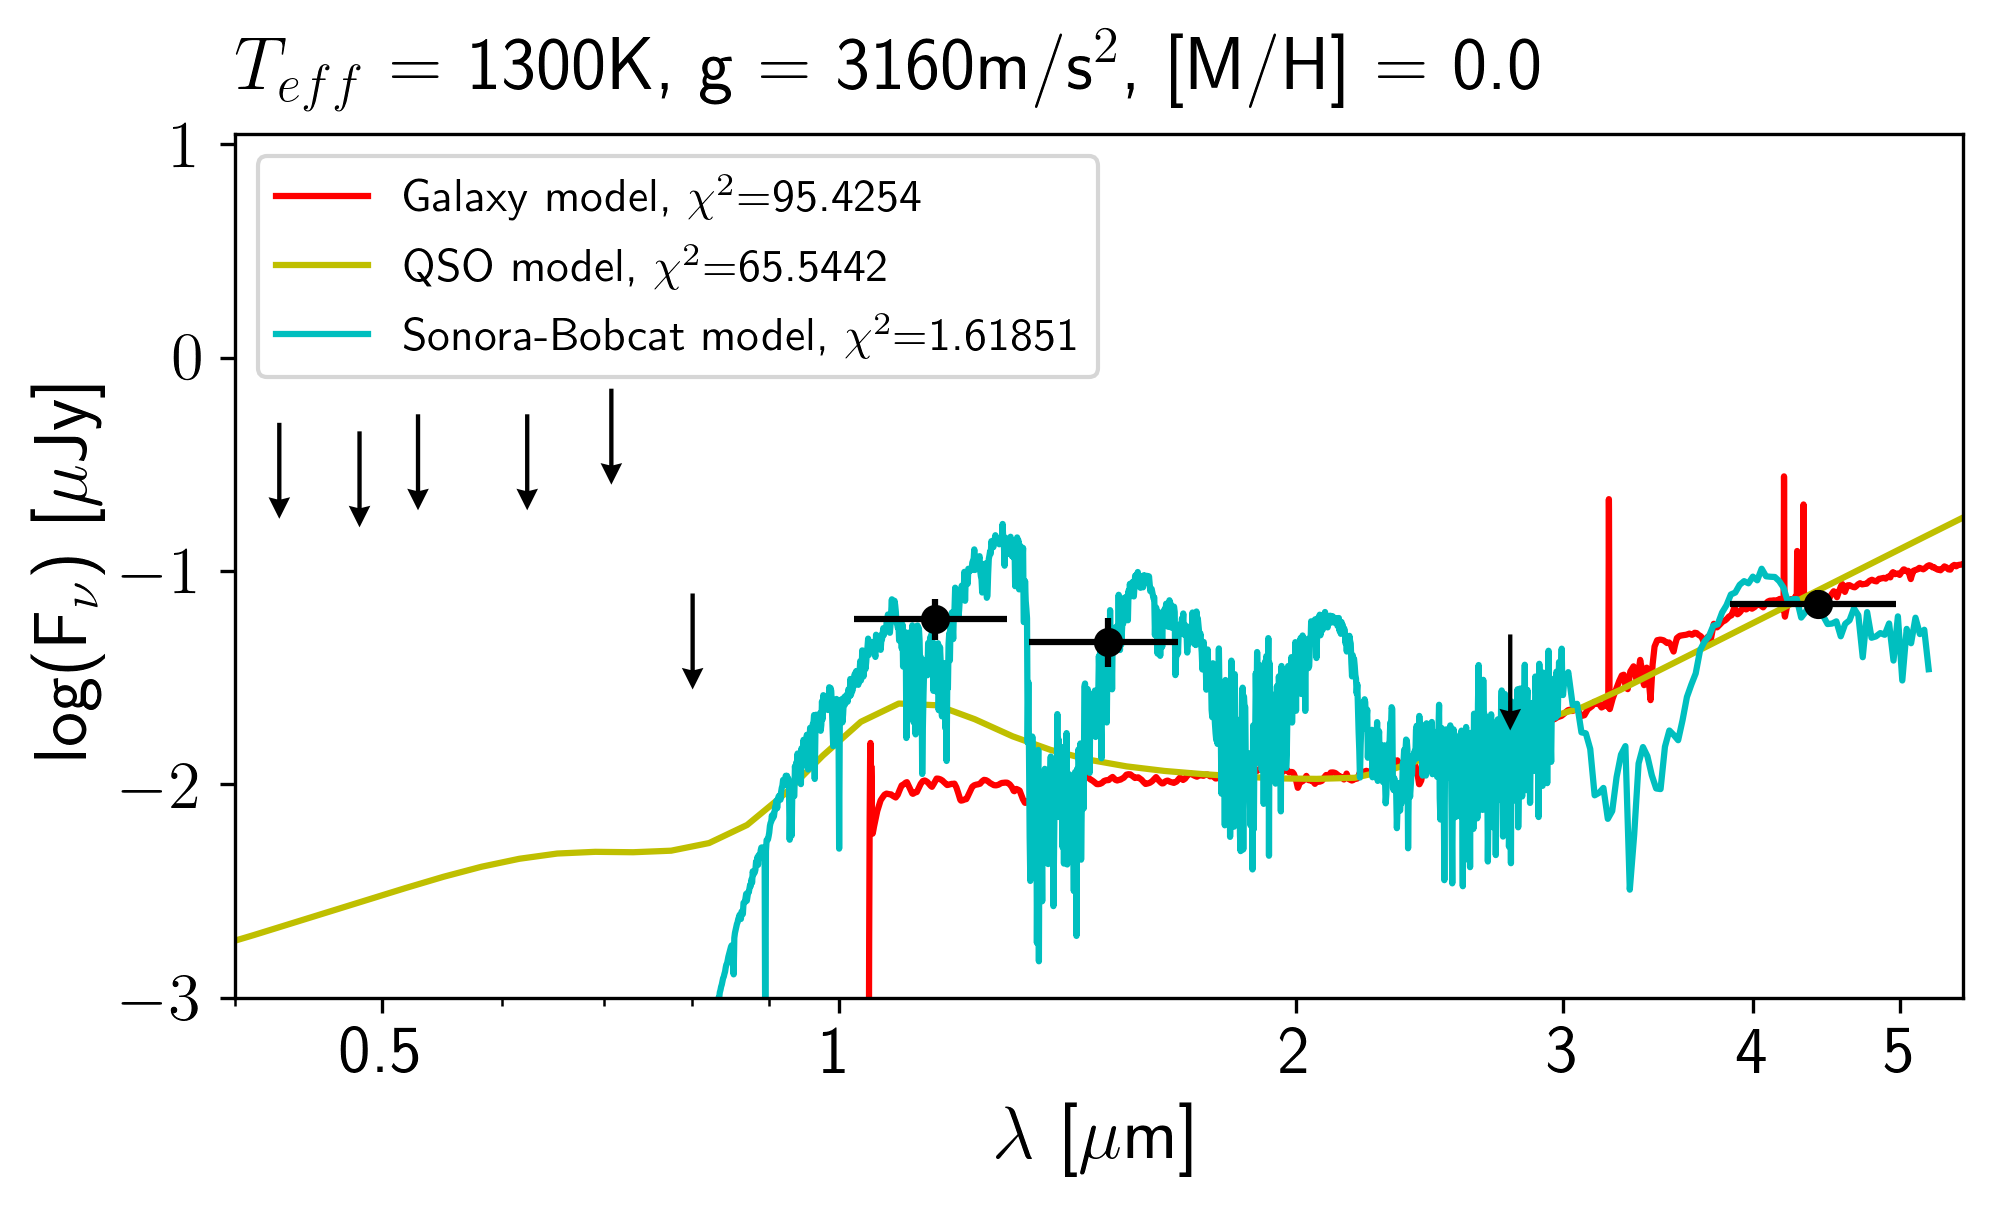 T_eff = 1300K, g = 3160m/s², [M/H] = 0.0
1
0
−1
−2
−3
log(F_ν) [μJy]
Galaxy model, χ²=95.4254
QSO model, χ²=65.5442
Sonora-Bobcat model, χ²=1.61851
0.5 1 2 3 4 5
λ [μm]